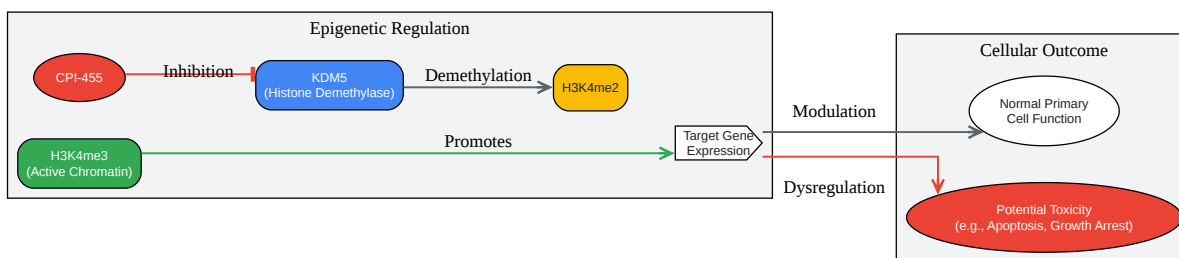 Epigenetic Regulation
CPI-455
Inhibition
KDM5
(Histone Demethylase)
Demethylation
H3K4me2
H3K4me3
(Active Chromatin)
Promotes
Target Gene
Expression
Modulation
Dysregulation
Cellular Outcome
Normal Primary
Cell Function
Potential Toxicity
(e.g., Apoptosis, Growth Arrest)